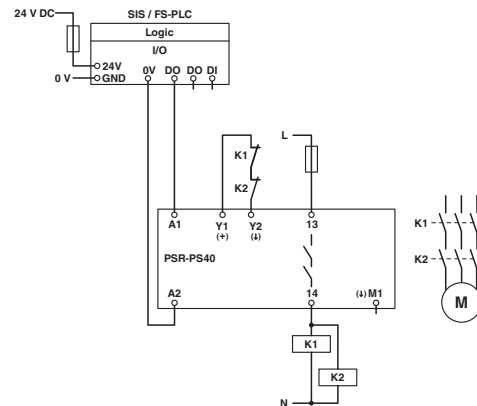 24 V DC
SIS / FS-PLC
Logic
I/O
24V
0V DO DO DI
0 V GND
L
K1
K2
A1 Y1 Y2 13
(+) (↓)
PSR-PS40
A2 14 (↓) M1
K1
K2
N
K1
K2
M